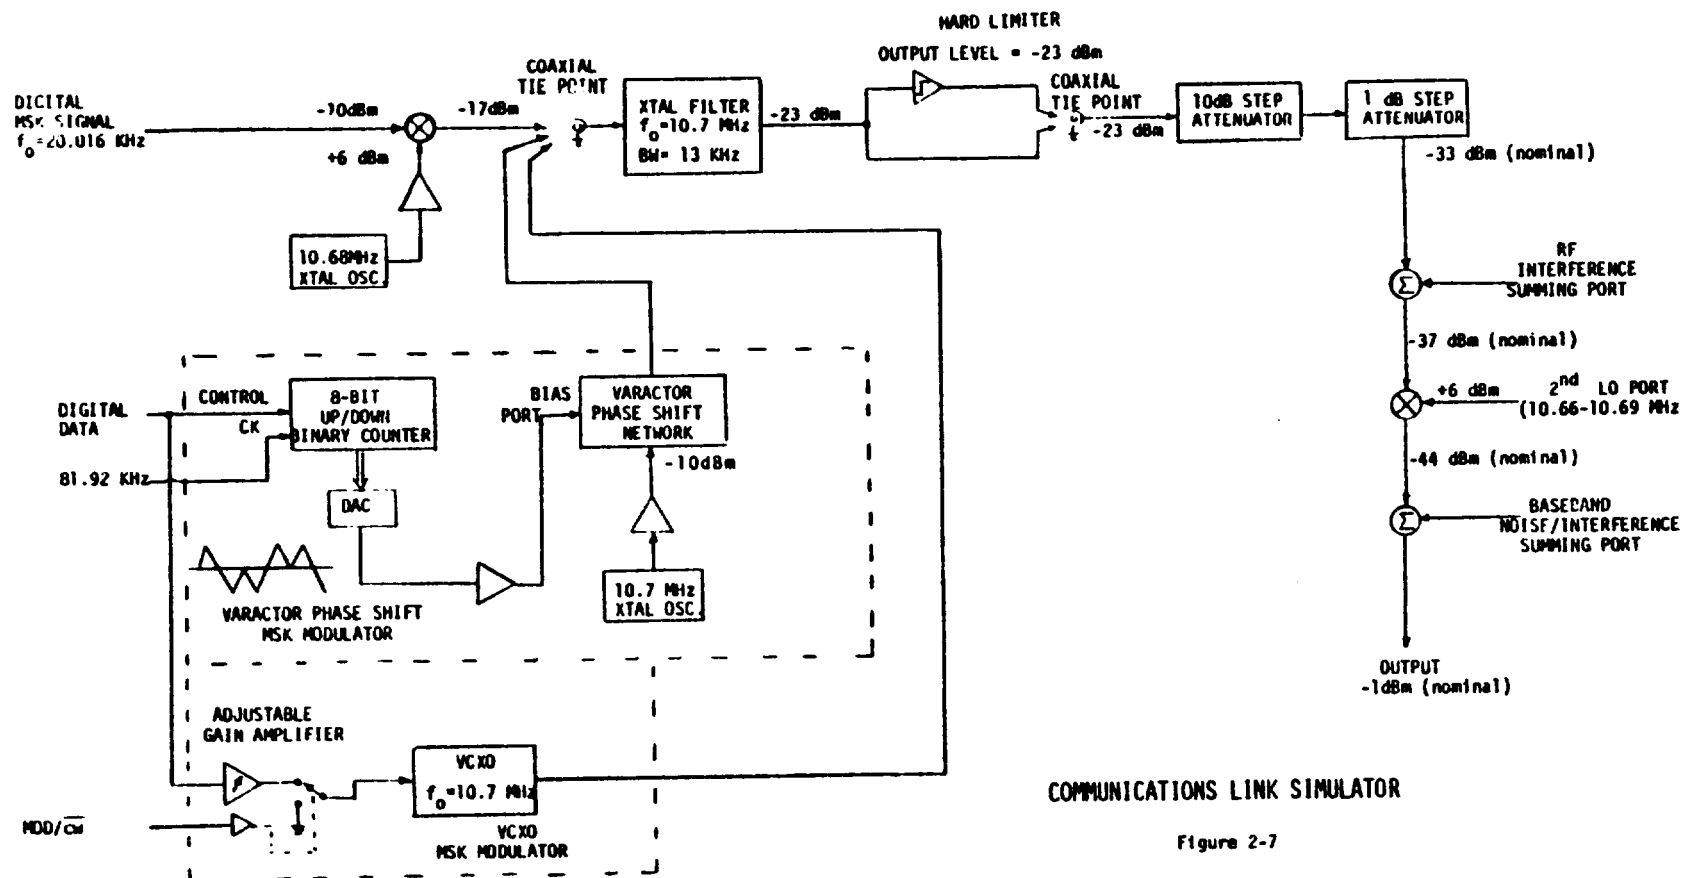 HARD LIMITER
OUTPUT LEVEL = -23 dBm
COAXIAL
TIE POINT
COAXIAL
TIE POINT
DIGITAL
MSK SIGNAL
f₀=20.016 KHz
-10dBm
+6 dBm
-17dBm
XTAL FILTER
f₀=10.7 MHz
BW= 13 KHz
-23 dBm
-23 dBm
10dB STEP
ATTENUATOR
1 dB STEP
ATTENUATOR
-33 dBm (nominal)
10.68MHz
XTAL OSC.
RF
INTERFERENCE
SUMMING PORT
Σ
-37 dBm (nominal)
+6 dBm
2nd LO PORT
(10.66-10.69 MHz
-44 dBm (nominal)
Σ
BASEBAND
NOISE/INTERFERENCE
SUMMING PORT
OUTPUT
-1dBm (nominal)
DIGITAL
DATA
CONTROL
CK
81.92 KHz
8-BIT
UP/DOWN
BINARY COUNTER
DAC
BIAS
PORT
VARACTOR
PHASE SHIFT
NETWORK
-10dBm
10.7 MHz
XTAL OSC.
VARACTOR PHASE SHIFT
MSK MODULATOR
ADJUSTABLE
GAIN AMPLIFIER
MOD/C̅W̅
VCXO
f₀=10.7 MHz
VCXO
MSK MODULATOR
COMMUNICATIONS LINK SIMULATOR
Figure 2-7